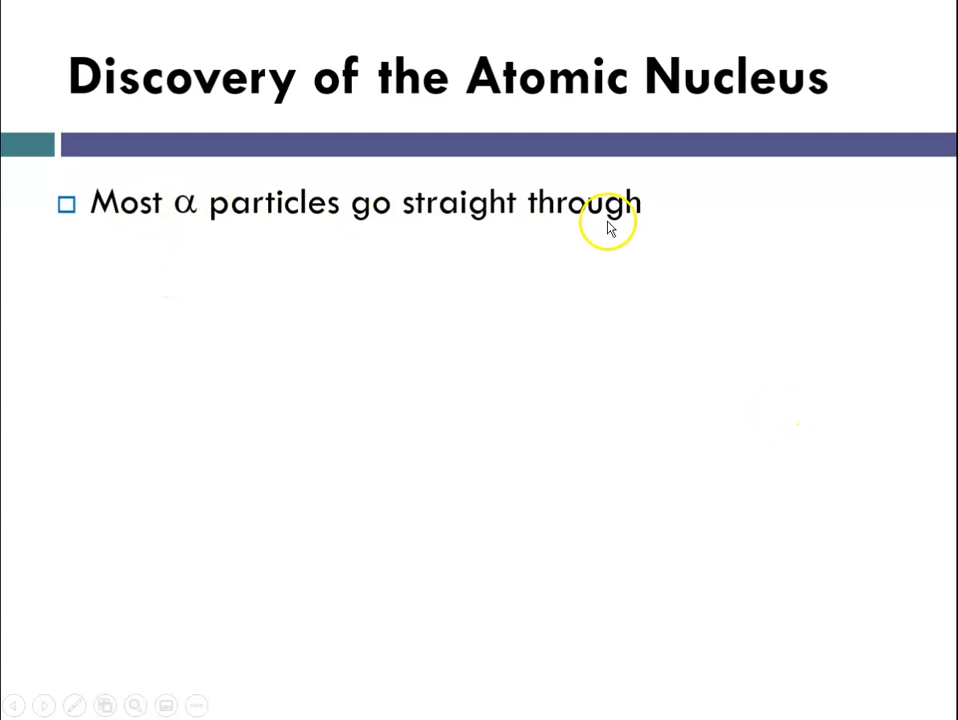 Discovery of the Atomic Nucleus
Most α particles go straight through